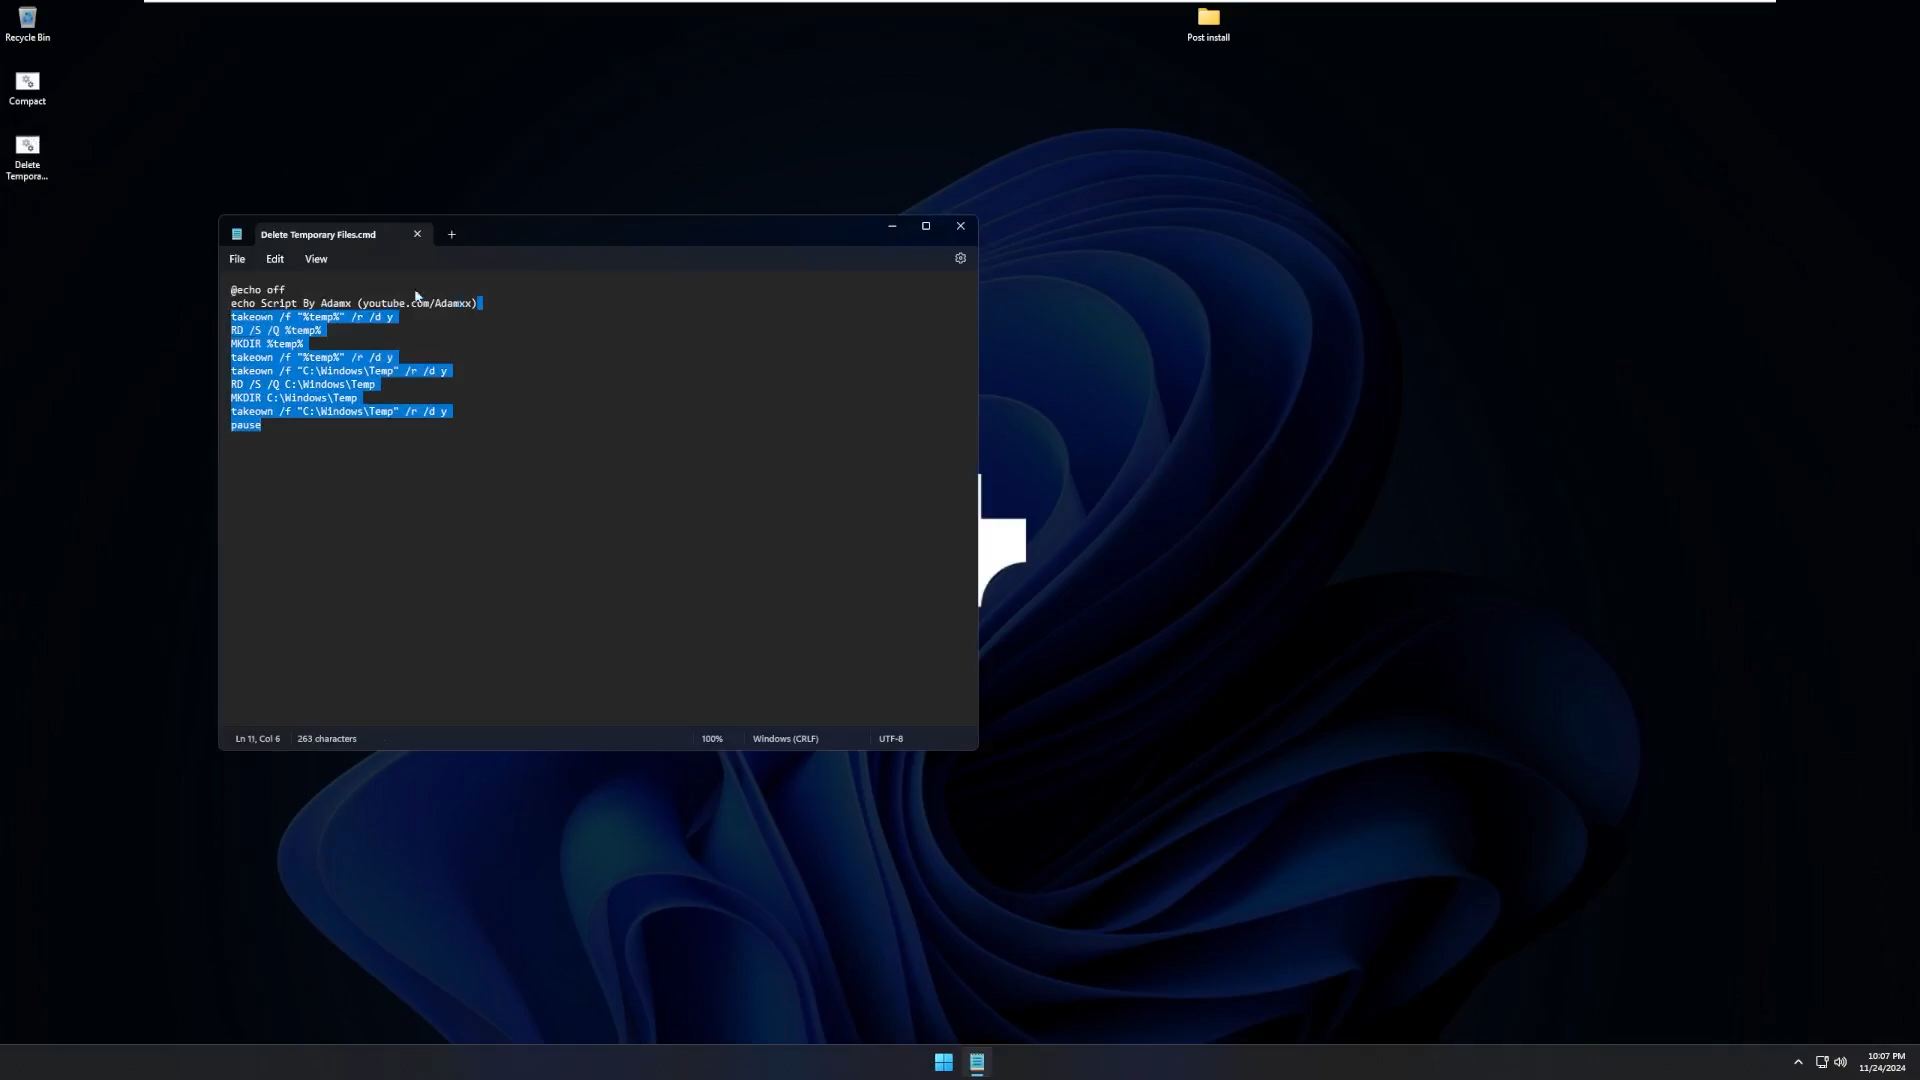 Recycle Bin
Post install
Compact
Delete
Tempora...
Delete Temporary Files.cmd
File Edit View
@echo off
echo Script By Adamx (youtube.com/Adamxx)
takeown /f "%temp%" /r /d y
RD /S /Q %temp%
MKDIR %temp%
takeown /f "%temp%" /r /d y
takeown /f "C:\Windows\Temp" /r /d y
RD /S /Q C:\Windows\Temp
MKDIR C:\Windows\Temp
takeown /f "C:\Windows\Temp" /r /d y
pause
Ln 11, Col 6 263 characters 100% Windows (CRLF) UTF-8
10:07 PM
11/24/2024